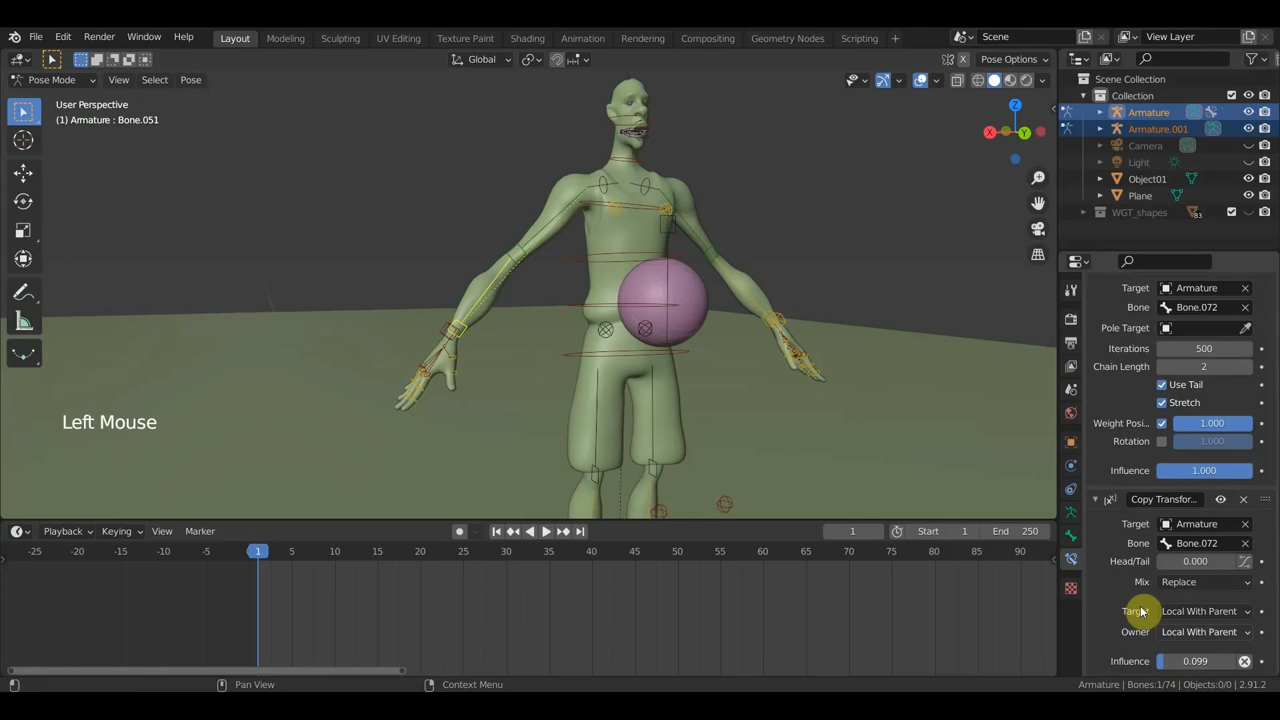 File Edit Render Window Help Layout Modeling Sculpting UV Editing Texture Paint Shading Animation Rendering Compositing Geometry Nodes Scripting + Scene View Layer
Global Pose Options
Pose Mode View Select Pose
X
User Perspective
(1) Armature : Bone.051
Z
X Y
Left Mouse
Scene Collection
Collection
Armature
Armature.001
Camera
Light
Object01
Plane
WGT_shapes 83
Target Armature
Bone Bone.072
Pole Target
Iterations 500
Chain Length 2
Use Tail
Stretch
Weight Posi... 1.000
Rotation 1.000
Influence 1.000
Copy Transfor...
Target Armature
Bone Bone.072
Head/Tail 0.000
Mix Replace
Target Local With Parent
Owner Local With Parent
Influence 0.099
Playback Keying View Marker 1 Start 1 End 250
-25 -20 -15 -10 -5 1 5 10 15 20 25 30 35 40 45 50 55 60 65 70 75 80 85 90
Pan View Context Menu Armature | Bones:1/74 | Objects:0/0 | 2.91.2